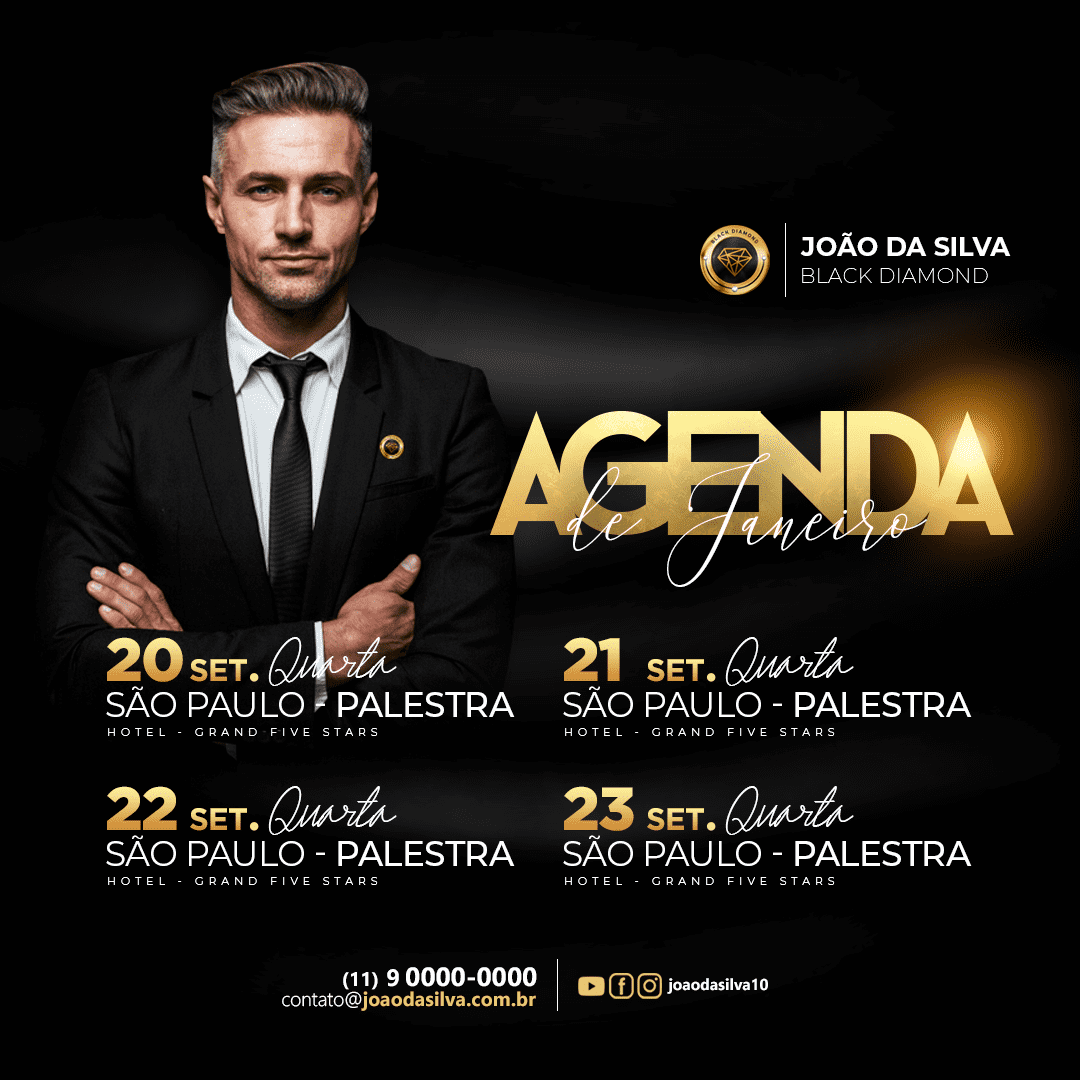 BLACK DIAMOND
JOÃO DA SILVA
BLACK DIAMOND
AGENDA
de Janeiro
20 SET. Quarta
SÃO PAULO - PALESTRA
HOTEL - GRAND FIVE STARS
21 SET. Quarta
SÃO PAULO - PALESTRA
HOTEL - GRAND FIVE STARS
22 SET. Quarta
SÃO PAULO - PALESTRA
HOTEL - GRAND FIVE STARS
23 SET. Quarta
SÃO PAULO - PALESTRA
HOTEL - GRAND FIVE STARS
(11) 9 0000-0000
contato@joaodasilva.com.br
joaodasilva10